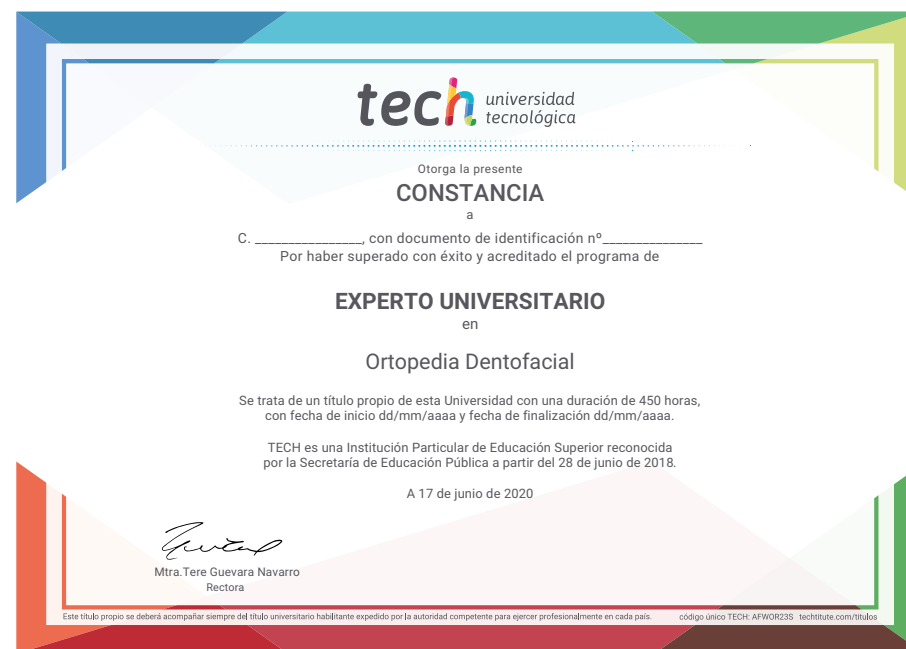 tech universidad
tecnológica
Otorga la presente
CONSTANCIA
a
C. ________________, con documento de identificación nº_______________
Por haber superado con éxito y acreditado el programa de
EXPERTO UNIVERSITARIO
en
Ortopedia Dentofacial
Se trata de un título propio de esta Universidad con una duración de 450 horas,
con fecha de inicio dd/mm/aaaa y fecha de finalización dd/mm/aaaa.
TECH es una Institución Particular de Educación Superior reconocida
por la Secretaría de Educación Pública a partir del 28 de junio de 2018.
A 17 de junio de 2020
Mtra.Tere Guevara Navarro
Rectora
Este título propio se deberá acompañar siempre del título universitario habilitante expedido por la autoridad competente para ejercer profesionalmente en cada país. código único TECH: AFWOR23S techtitute.com/titulos